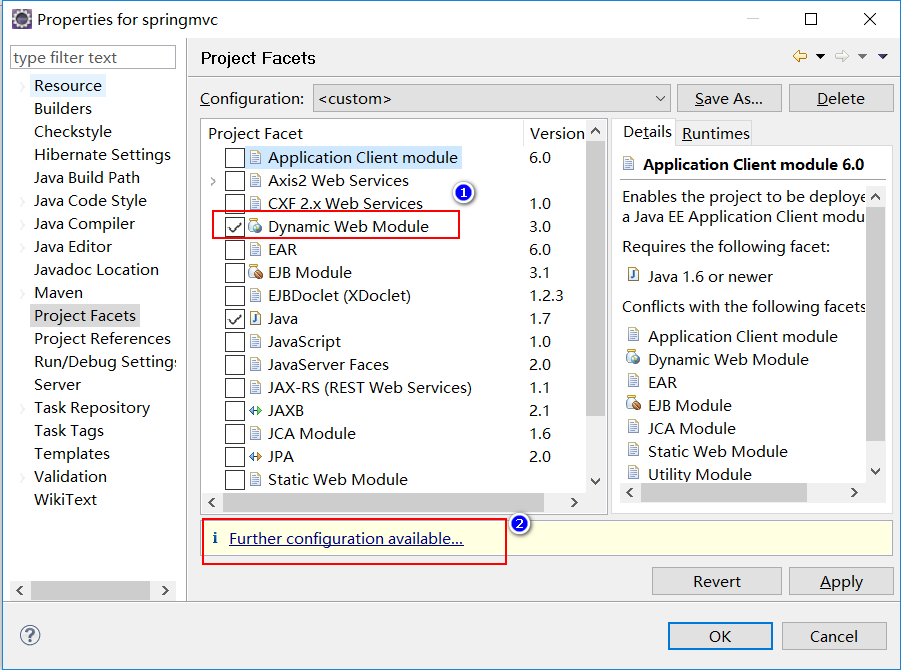 Properties for springmvc
type filter text
Resource
Builders
Checkstyle
Hibernate Settings
Java Build Path
Java Code Style
Java Compiler
Java Editor
Javadoc Location
Maven
Project Facets
Project References
Run/Debug Settings
Server
Task Repository
Task Tags
Templates
Validation
WikiText
Project Facets
Configuration: <custom> Save As... Delete
Project Facet Version
Application Client module 6.0
Axis2 Web Services
CXF 2.x Web Services 1.0
1
Dynamic Web Module 3.0
EAR 6.0
EJB Module 3.1
EJBDoclet (XDoclet) 1.2.3
Java 1.7
JavaScript 1.0
JavaServer Faces 2.0
JAX-RS (REST Web Services) 1.1
JAXB 2.1
JCA Module 1.6
JPA 2.0
Static Web Module
Details Runtimes
Application Client module 6.0
Enables the project to be deploye
a Java EE Application Client modu
Requires the following facet:
Java 1.6 or newer
Conflicts with the following facets
Application Client module
Dynamic Web Module
EAR
EJB Module
JCA Module
Static Web Module
Utility Module
2
i Further configuration available...
Revert Apply
? OK Cancel